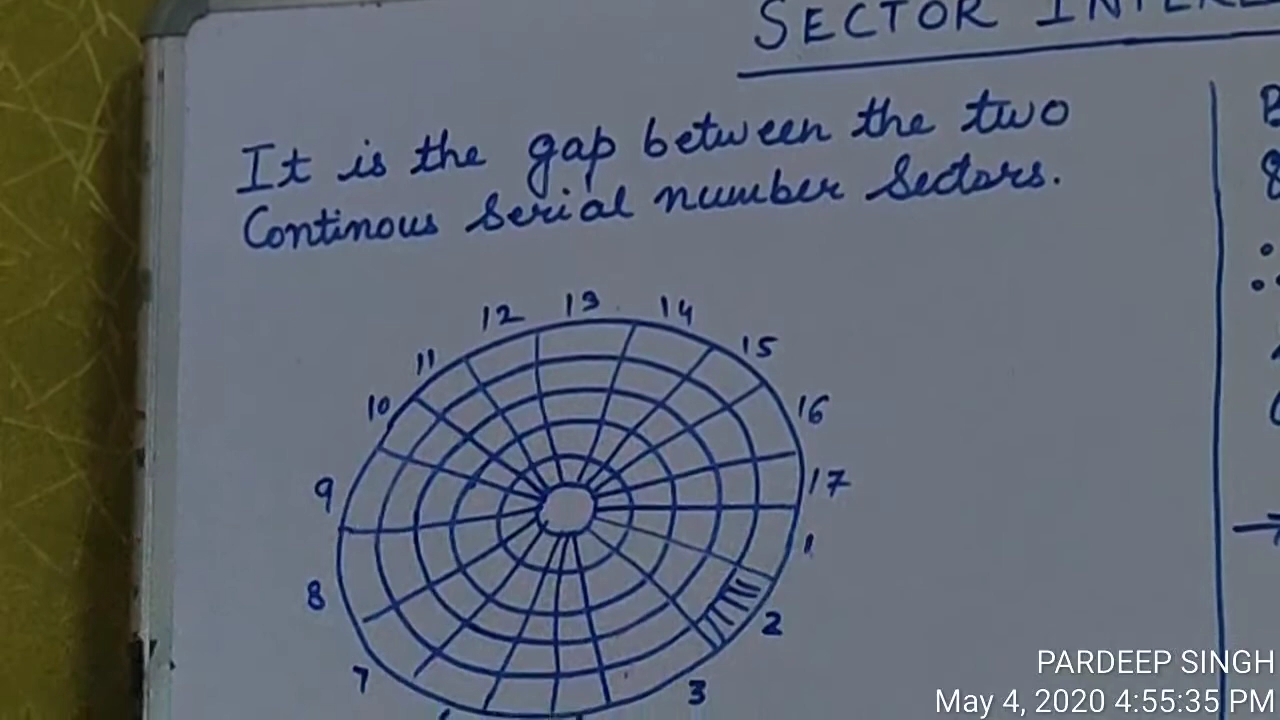 SECTOR
It is the gap between the two
Continous Serial number Sectors.
12 13 14
11 15
10 16
9 17
8 1
7 3 2
PARDEEP SINGH
May 4, 2020 4:55:35 PM